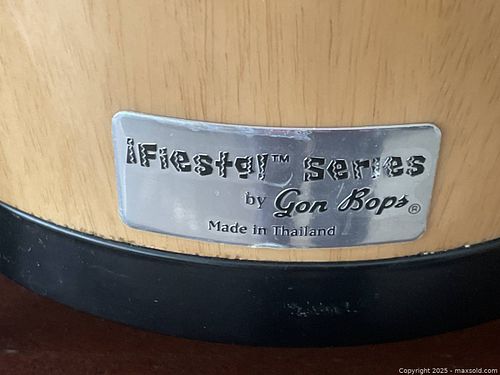 ¡Fiesta!™ Series
by Gon Bops®
Made in Thailand
Copyright 2025 - maxsold.com